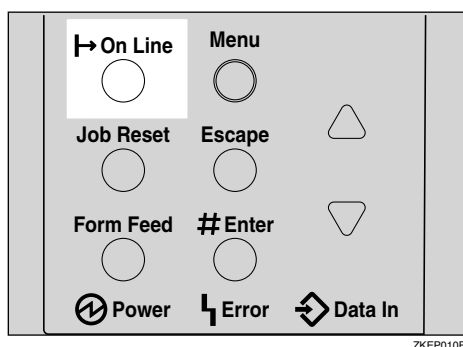 On Line Menu
Job Reset Escape
Form Feed # Enter
Power Error Data In